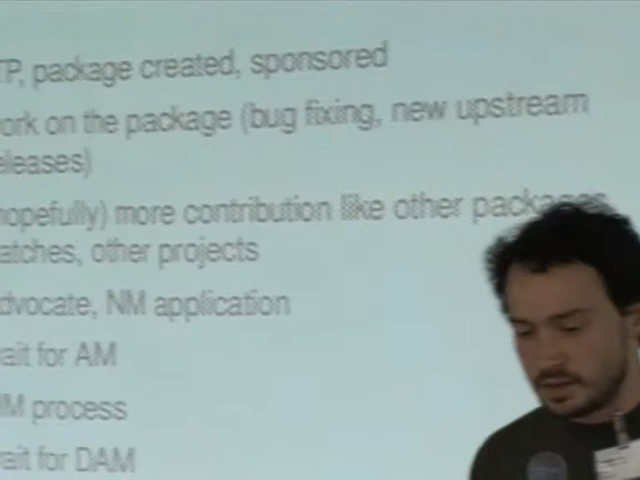 TP, package created, sponsored
ork on the package (bug fixing, new upstream
eleases)
hopefully) more contribution like other packages
atches, other projects
dvocate, NM application
ait for AM
M process
ait for DAM